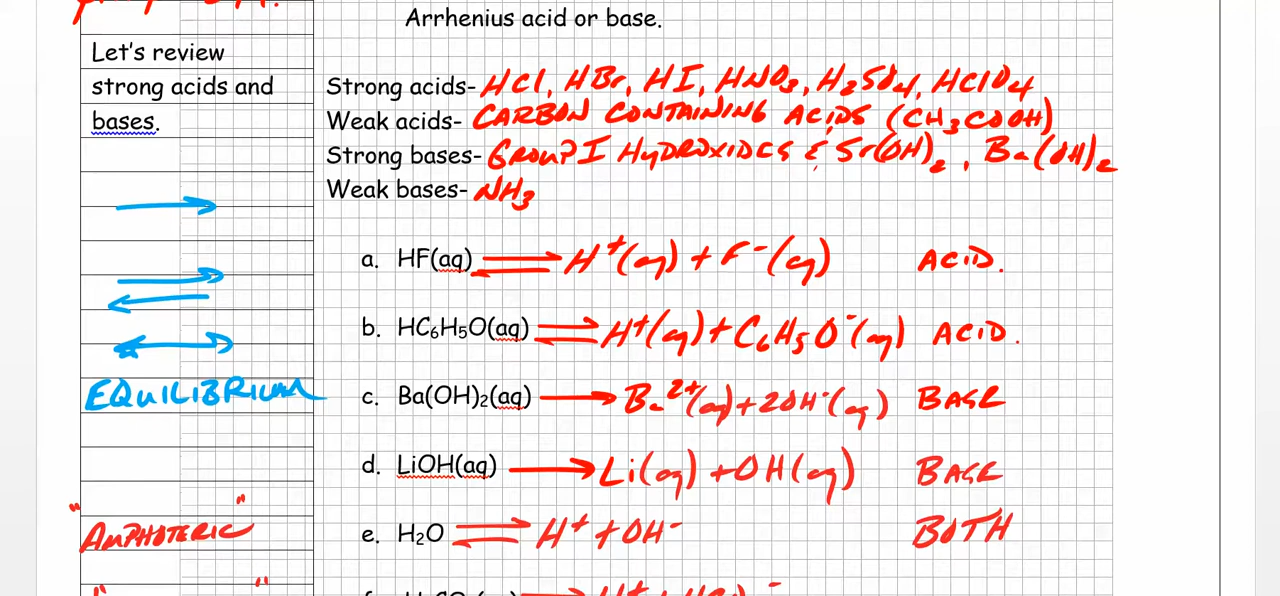 Arrhenius acid or base.
Let's review
strong acids and
bases.
Strong acids- HCl, HBr, HI, HNO₃, H₂SO₄, HClO₄
Weak acids- CARBON CONTAINING ACIDS (CH₃COOH)
Strong bases- GROUP I HYDROXIDES & Sr(OH)₂, Ba(OH)₂
Weak bases- NH₃
a. HF(aq) ⇌ H⁺(aq) + F⁻(aq) ACID.
b. HC₆H₅O(aq) ⇌ H⁺(aq) + C₆H₅O⁻(aq) ACID.
EQUILIBRIUM
c. Ba(OH)₂(aq) → Ba²⁺(aq) + 2OH⁻(aq) BASE
d. LiOH(aq) → Li(aq) + OH(aq) BASE
"AMPHOTERIC"
e. H₂O ⇌ H⁺ + OH⁻ BOTH